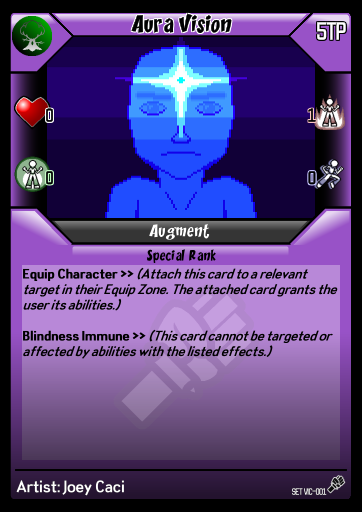 Aura Vision
5TP
0
1
0
0
Augment
Special Rank
Equip Character >> (Attach this card to a relevant
target in their Equip Zone. The attached card grants the
user its abilities.)
Blindness Immune >> (This card cannot be targeted or
affected by abilities with the listed effects.)
Artist: Joey Caci
SET VIC-001